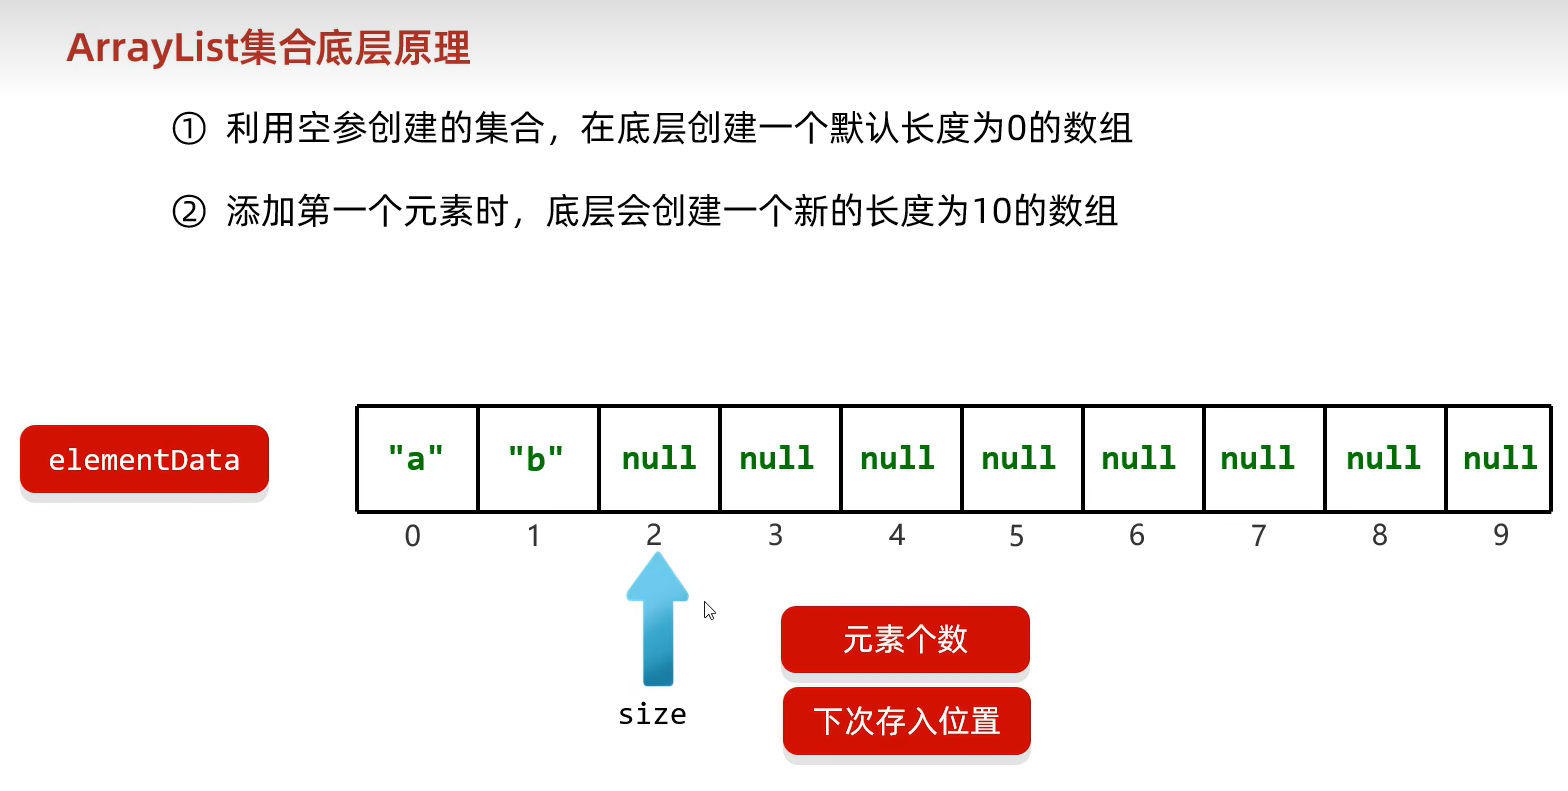 ArrayList集合底层原理
① 利用空参创建的集合，在底层创建一个默认长度为0的数组
② 添加第一个元素时，底层会创建一个新的长度为10的数组
elementData "a" "b" null null null null null null null null
0 1 2 3 4 5 6 7 8 9
元素个数
size
下次存入位置